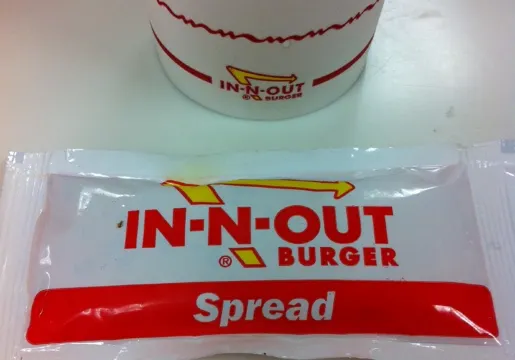 IN-N-OUT
® BURGER
IN-N-OUT
® BURGER
Spread